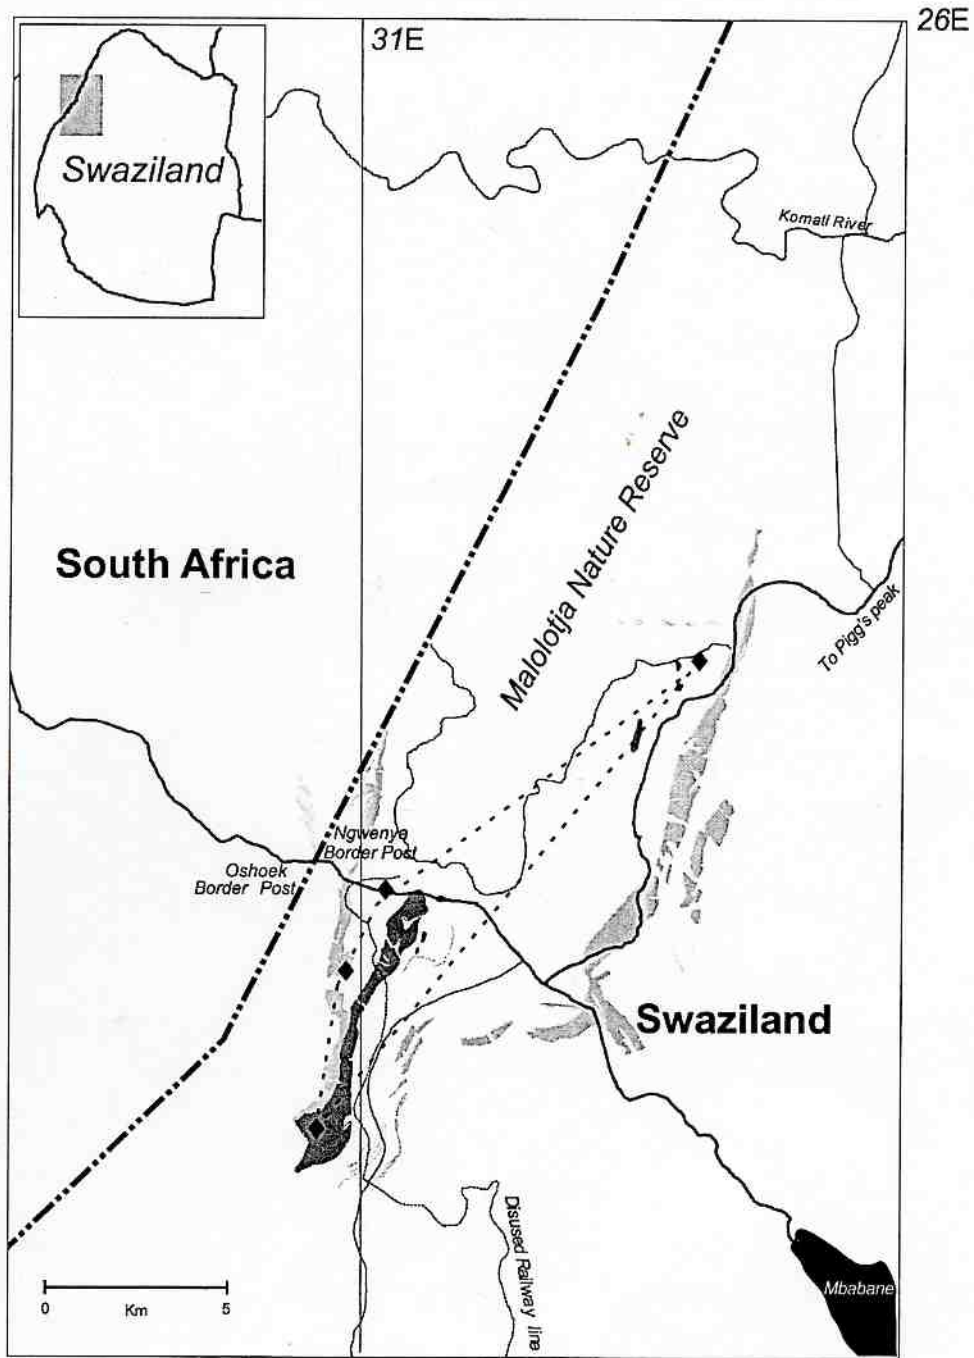 26E
31E
Swaziland
Komati River
Malolotja Nature Reserve
South Africa
To Pigg's peak
Ngwenya
Border Post
Oshoek
Border Post
Swaziland
Disused Railway line
Mbabane
0 Km 5